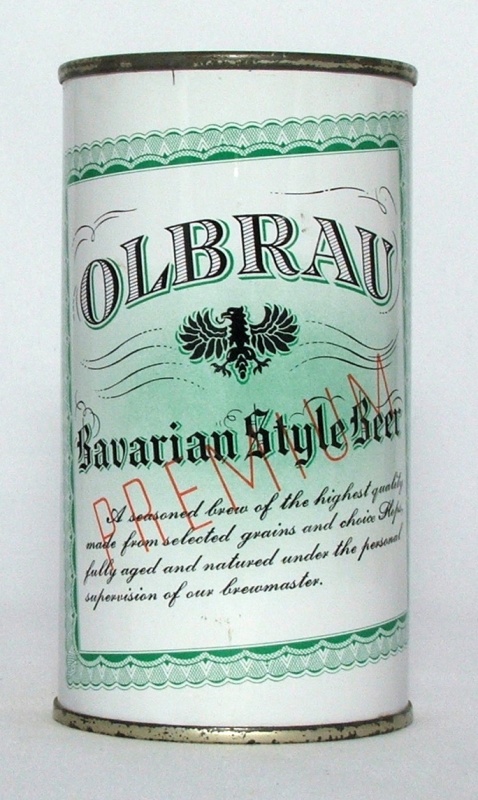 OLBRAU
Bavarian Style Beer
PREMIUM
A seasoned brew of the highest quality
made from selected grains and choice Hops,
fully aged and natured under the personal
supervision of our brewmaster.